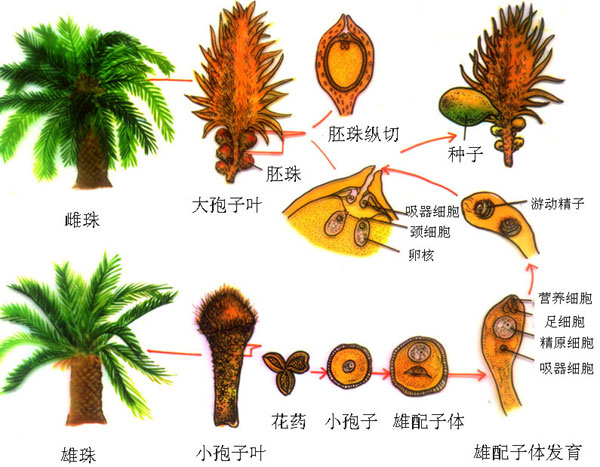 胚珠纵切
种子
胚珠
雌珠
大孢子叶
吸器细胞
颈细胞
卵核
游动精子
营养细胞
足细胞
精原细胞
吸器细胞
花药
小孢子
雄配子体
雄珠
小孢子叶
雄配子体发育